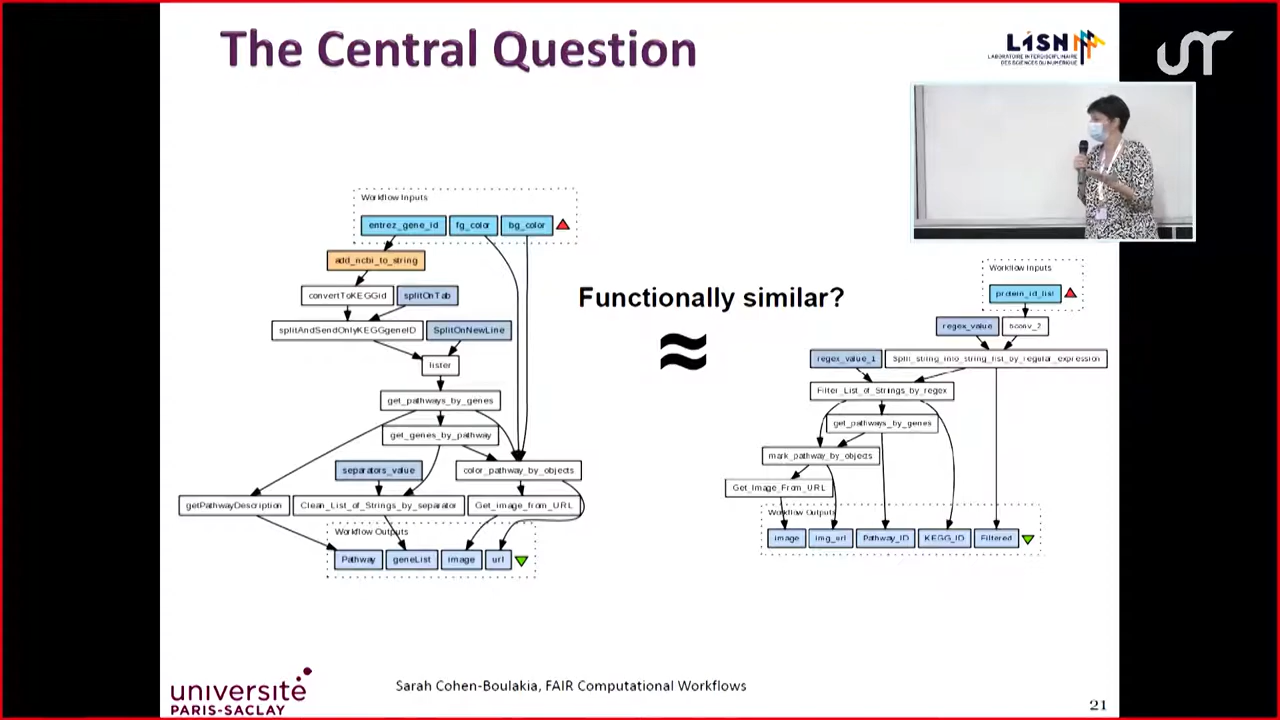 The Central Question
LISN
LABORATOIRE INTERDISCIPLINAIRE
DES SCIENCES DU NUMÉRIQUE
Workflow Inputs
entrez_gene_id fg_color bg_color
add_ncbi_to_string
convertToKEGGid splitOnTab
splitAndSendOnlyKEGGgeneID SplitOnNewLine
lister
get_pathways_by_genes
get_genes_by_pathway
separators_value color_pathway_by_objects
getPathwayDescription Clean_List_of_Strings_by_separator Get_image_from_URL
Workflow Outputs
Pathway geneList image url
Functionally similar?
≈
Workflow Inputs
protein_id_list
regex_value bconv_2
regex_value_1 Split_string_into_string_list_by_regular_expression
Filter_List_of_Strings_by_regex
get_pathways_by_genes
mark_pathway_by_objects
Get_Image_From_URL
Workflow Outputs
image img_url Pathway_ID KEGG_ID Filtered
université
PARIS-SACLAY
Sarah Cohen-Boulakia, FAIR Computational Workflows
21